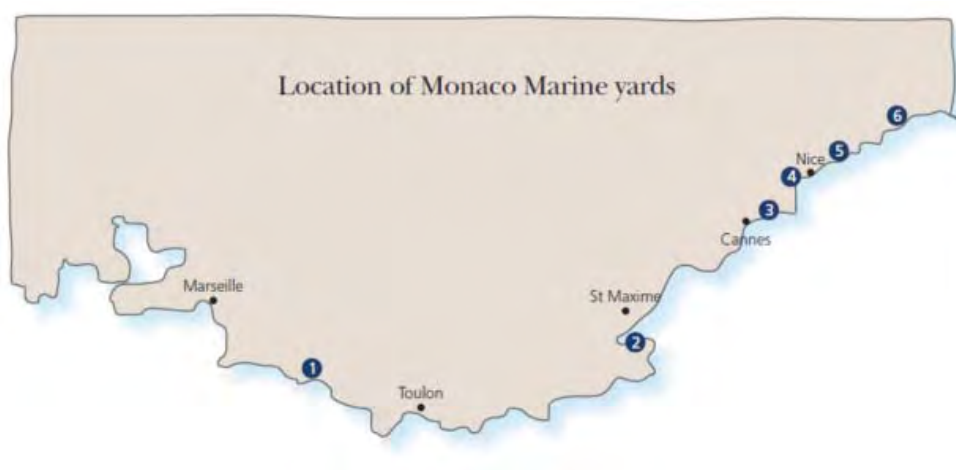 Location of Monaco Marine yards
6
Nice
5
4
3
Cannes
Marseille
St Maxime
2
1
Toulon